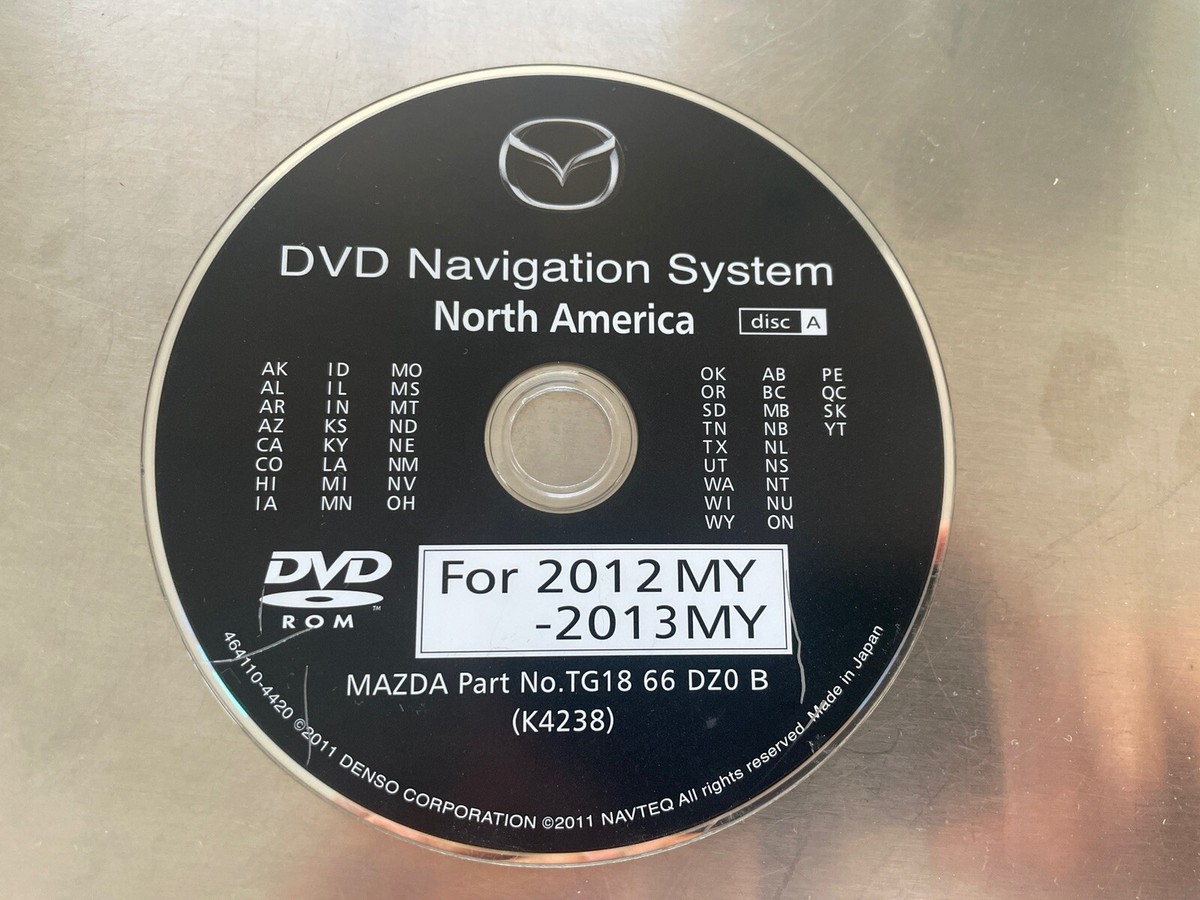 DVD Navigation System
North America
disc A
AK ID MO
AL IL MS
AR IN MT
AZ KS ND
CA KY NE
CO LA NM
HI MI NV
IA MN OH
OK AB PE
OR BC QC
SD MB SK
TN NB YT
TX NL
UT NS
WA NT
WI NU
WY ON
DVD
ROM
™
For 2012 MY
-2013 MY
MAZDA Part No.TG18 66 DZ0 B
(K4238)
464110-4420 ©2011 DENSO CORPORATION ©2011 NAVTEQ All rights reserved. Made in Japan